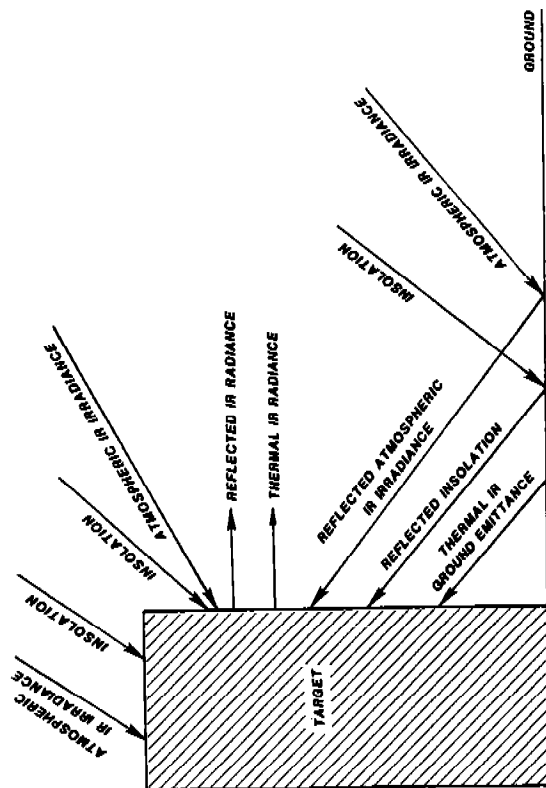 ATMOSPHERIC
IR IRRADIANCE
INSOLATION
INSOLATION
ATMOSPHERIC IR IRRADIANCE
REFLECTED IR RADIANCE
THERMAL IR RADIANCE
TARGET
REFLECTED ATMOSPHERIC
IR IRRADIANCE
REFLECTED INSOLATION
THERMAL IR
GROUND EMITTANCE
INSOLATION
ATMOSPHERIC IR IRRADIANCE
GROUND